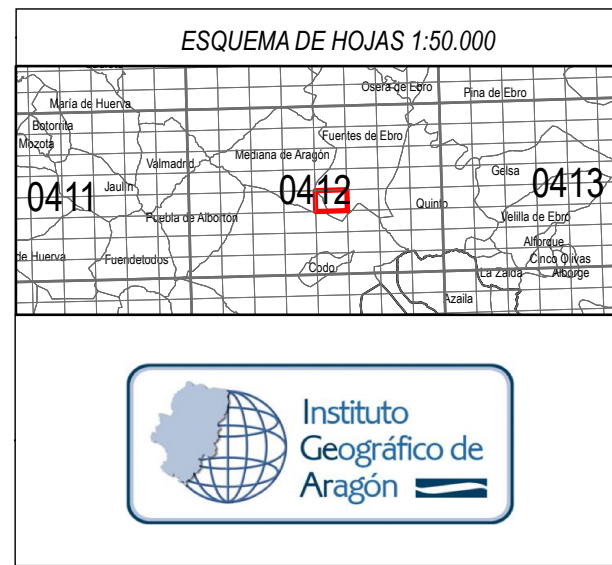 ESQUEMA DE HOJAS 1:50.000
Osera de Ebro
Pina de Ebro
María de Huerva
Botorrita
Mozota
Fuentes de Ebro
Valmadrid
Mediana de Aragón
Jaulín
Gelsa
0411
0412
0413
Quinto
Puebla de Albortón
Velilla de Ebro
Alforque
de Huerva
Fuendetodos
Codo
Cinco Olivas
La Zaida
Alborge
Azaila
Instituto
Geográfico de
Aragón